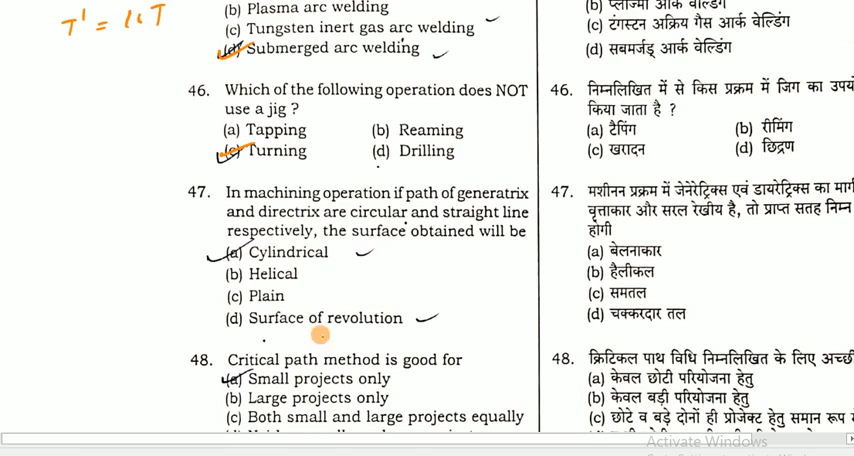 T' = 16 T
(b) Plasma arc welding
(c) Tungsten inert gas arc welding
(d) Submerged arc welding
46. Which of the following operation does NOT
use a jig ?
(a) Tapping (b) Reaming
(c) Turning (d) Drilling
47. In machining operation if path of generatrix
and directrix are circular and straight line
respectively, the surface obtained will be
(a) Cylindrical
(b) Helical
(c) Plain
(d) Surface of revolution
48. Critical path method is good for
(a) Small projects only
(b) Large projects only
(c) Both small and large projects equally
(b) प्लाज्मा आर्क वेल्डिंग
(c) टंगस्टन अक्रिय गैस आर्क वेल्डिंग
(d) सबमर्जड् आर्क वेल्डिंग
46. निम्नलिखित में से किस प्रक्रम में जिग का
किया जाता है ?
(a) टैपिंग (b) रीमिंग
(c) खरादन (d) छिद्रण
47. मशीनन प्रक्रम में जेनेरेट्रिक्स एवं डायरेट्रिक्स का
वृत्ताकार और सरल रेखीय है, तो प्राप्त सतह निम्न
होगी
(a) बेलनाकार
(b) हैलीकल
(c) समतल
(d) चक्करदार तल
48. क्रिटिकल पाथ विधि निम्नलिखित के लिए
(a) केवल छोटी परियोजना हेतु
(b) केवल बड़ी परियोजना हेतु
(c) छोटे व बड़े दोनों ही प्रोजेक्ट हेतु समान रूप
Activate Windows